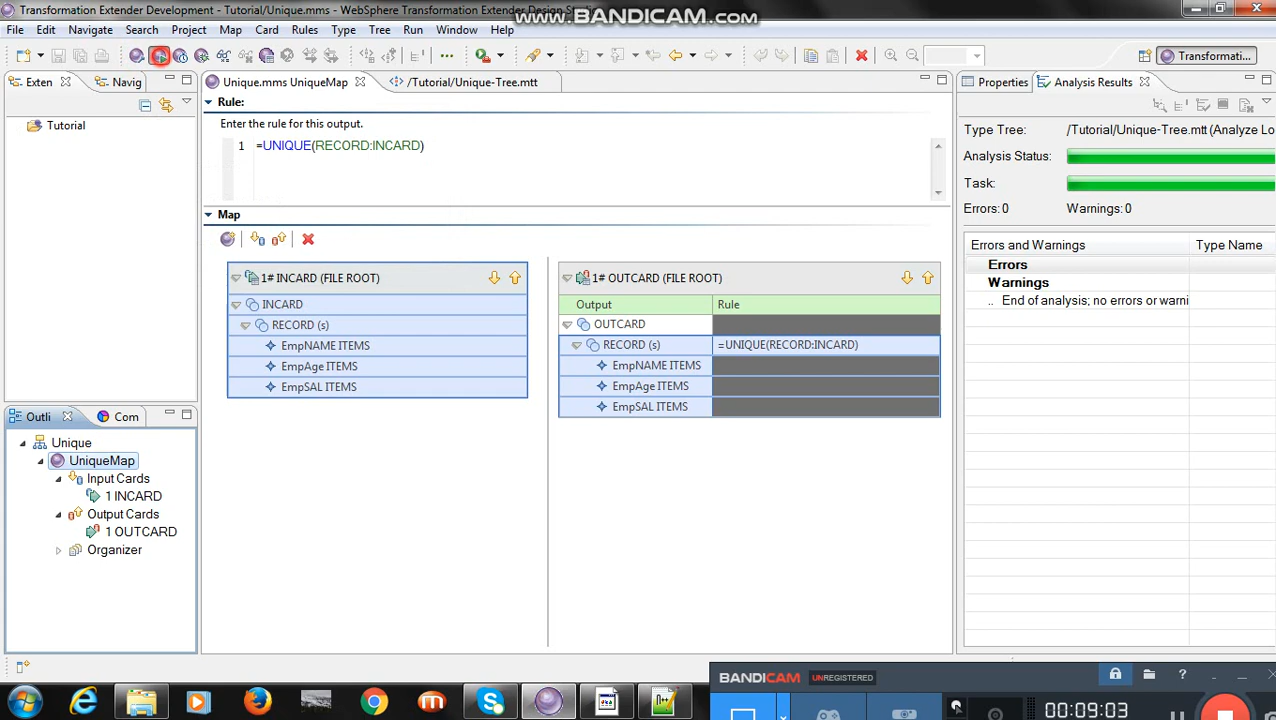 Transformation Extender Development - Tutorial/Unique.mms - WebSphere Transformation Extender Design
www.BANDICAM.com
File Edit Navigate Search Project Map Card Rules Type Tree Run Window Help
Transformati...
Exten Navig
Unique.mms UniqueMap /Tutorial/Unique-Tree.mtt
Properties Analysis Results
Tutorial
Rule:
Enter the rule for this output.
1 =UNIQUE(RECORD:INCARD)
Type Tree: /Tutorial/Unique-Tree.mtt (Analyze Lo
Analysis Status:
Task:
Errors: 0 Warnings: 0
Map
Errors and Warnings Type Name
Errors
Warnings
.. End of analysis; no errors or warni
1# INCARD (FILE ROOT)
INCARD
RECORD (s)
EmpNAME ITEMS
EmpAge ITEMS
EmpSAL ITEMS
1# OUTCARD (FILE ROOT)
Output Rule
OUTCARD
RECORD (s) =UNIQUE(RECORD:INCARD)
EmpNAME ITEMS
EmpAge ITEMS
EmpSAL ITEMS
Outli Com
Unique
UniqueMap
Input Cards
1 INCARD
Output Cards
1 OUTCARD
Organizer
BANDICAM UNREGISTERED
00:09:03